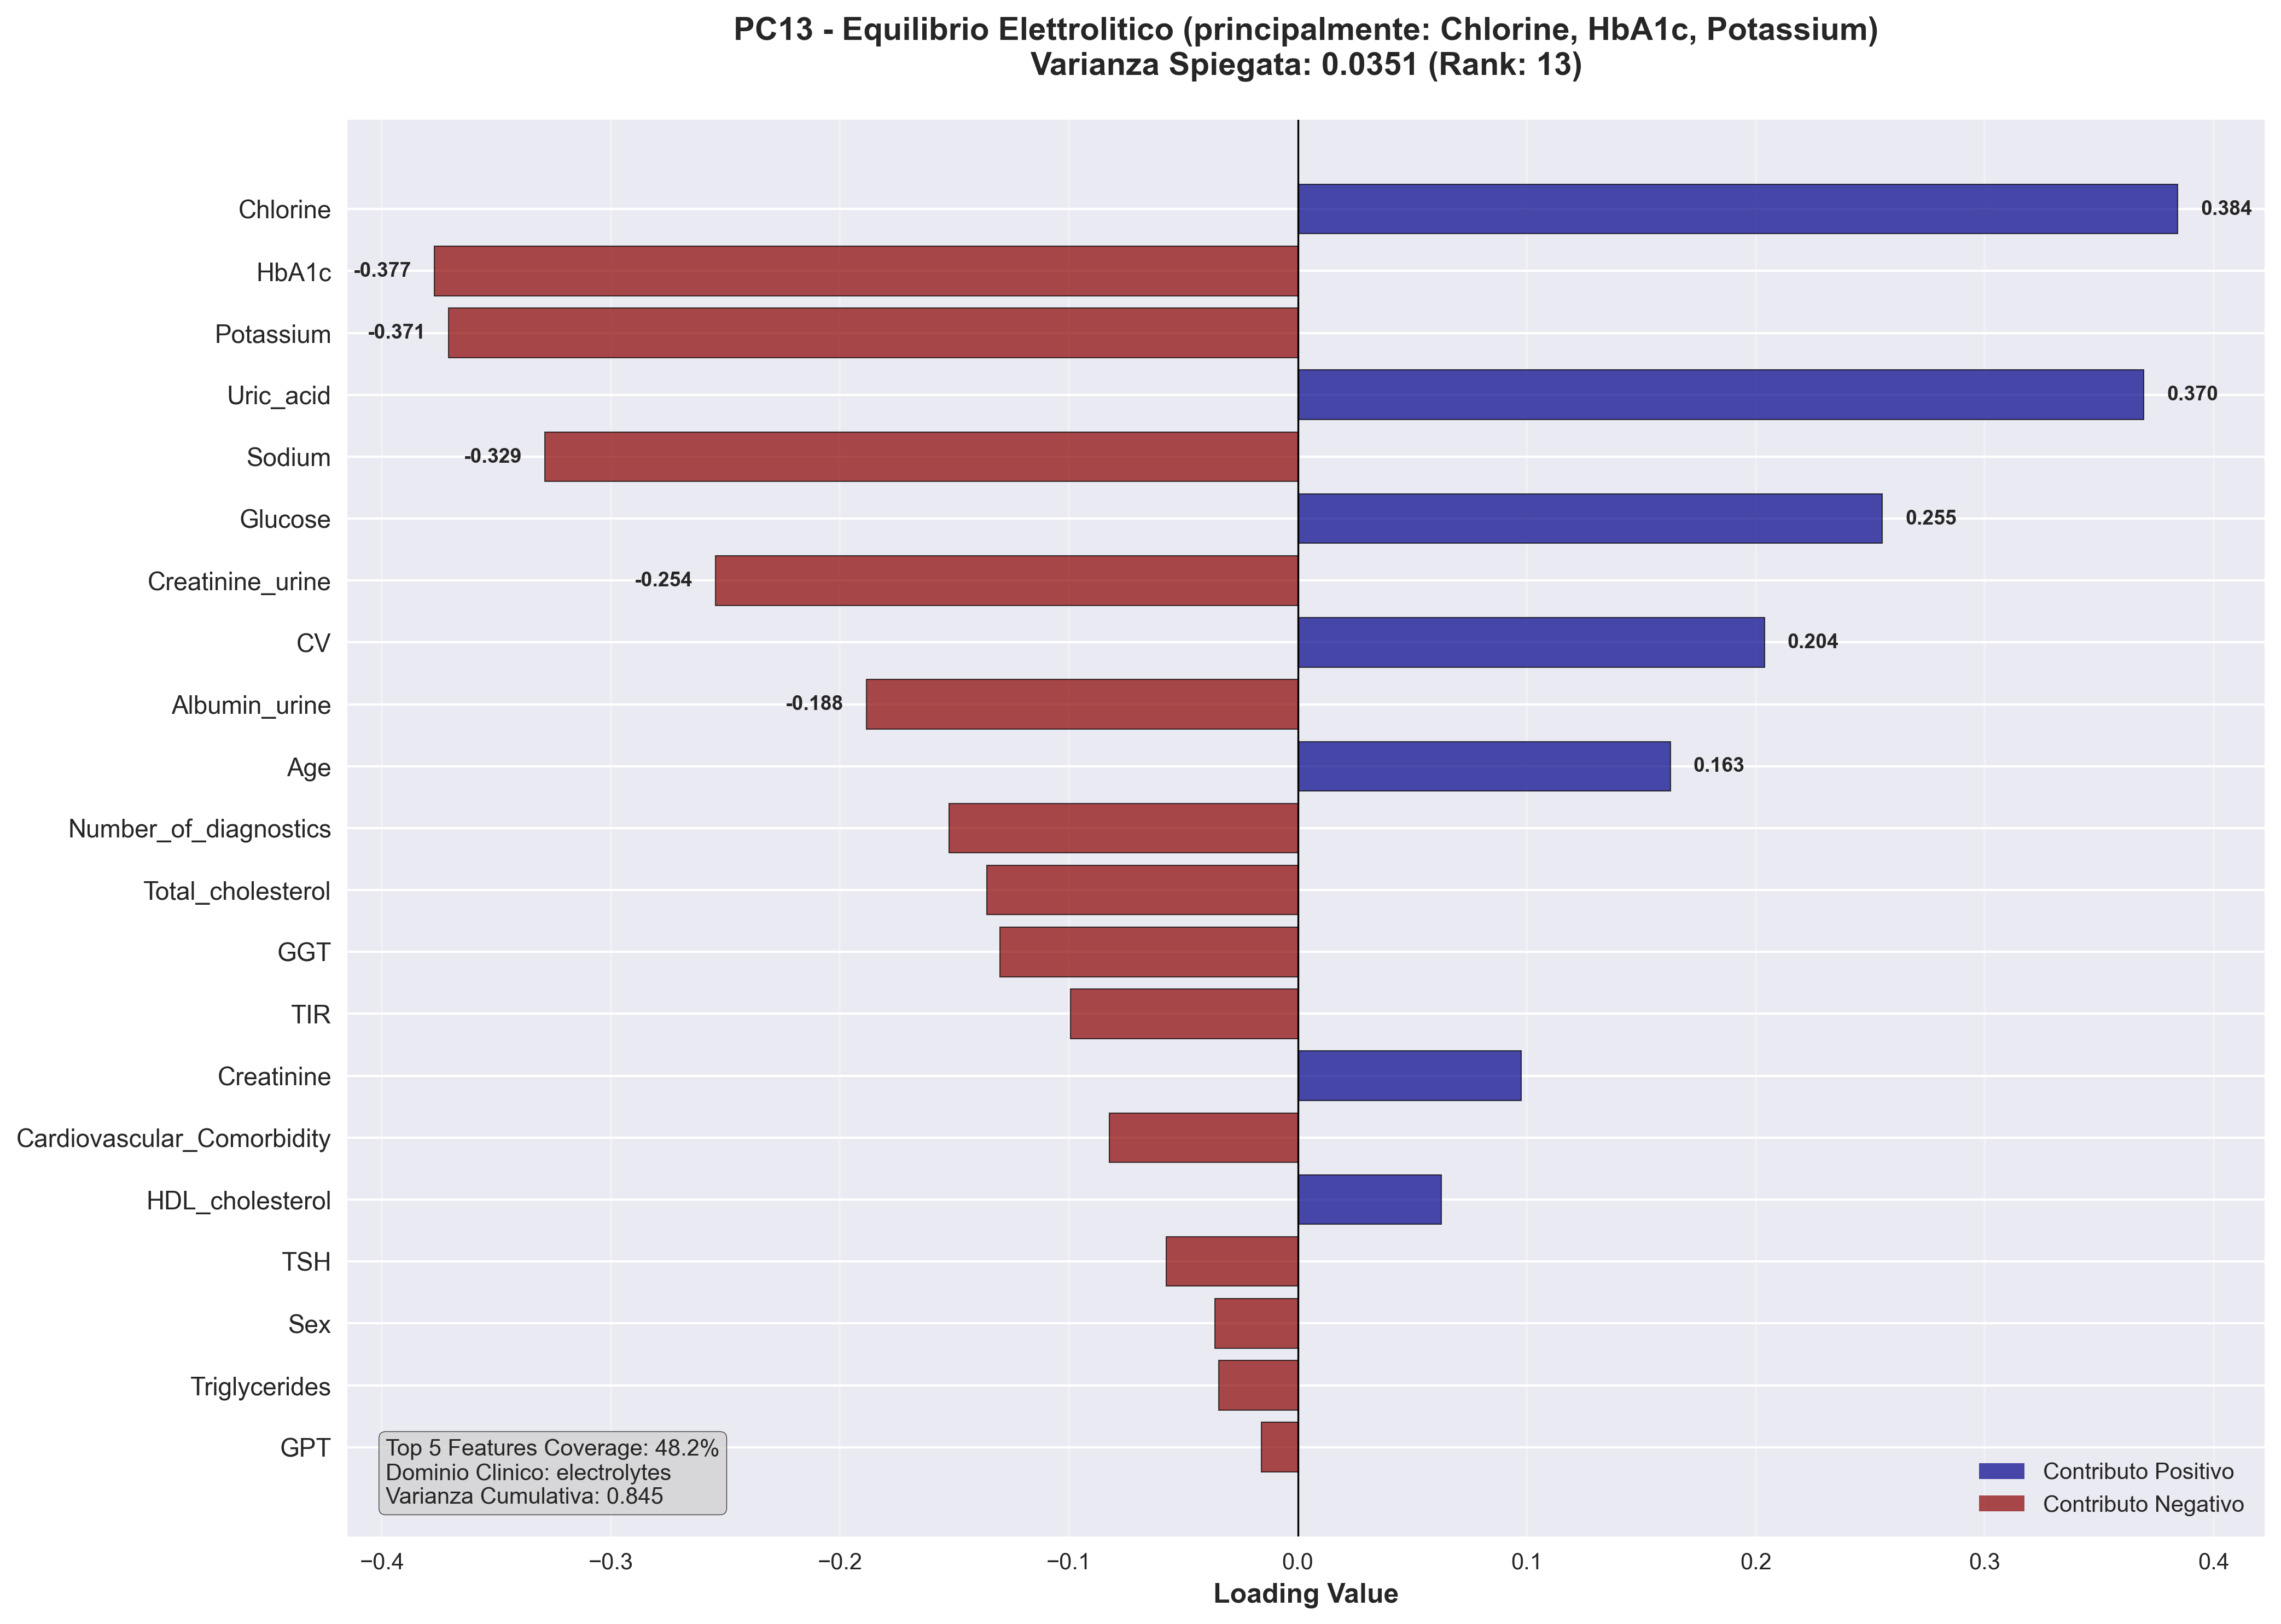 PC13 - Equilibrio Elettrolitico (principalmente: Chlorine, HbA1c, Potassium)
Varianza Spiegata: 0.0351 (Rank: 13)
Chlorine 0.384
HbA1c -0.377
Potassium -0.371
Uric_acid 0.370
Sodium -0.329
Glucose 0.255
Creatinine_urine -0.254
CV 0.204
Albumin_urine -0.188
Age 0.163
Number_of_diagnostics
Total_cholesterol
GGT
TIR
Creatinine
Cardiovascular_Comorbidity
HDL_cholesterol
TSH
Sex
Triglycerides
GPT
Top 5 Features Coverage: 48.2%
Dominio Clinico: electrolytes
Varianza Cumulativa: 0.845
Contributo Positivo
Contributo Negativo
−0.4 −0.3 −0.2 −0.1 0.0 0.1 0.2 0.3 0.4
Loading Value